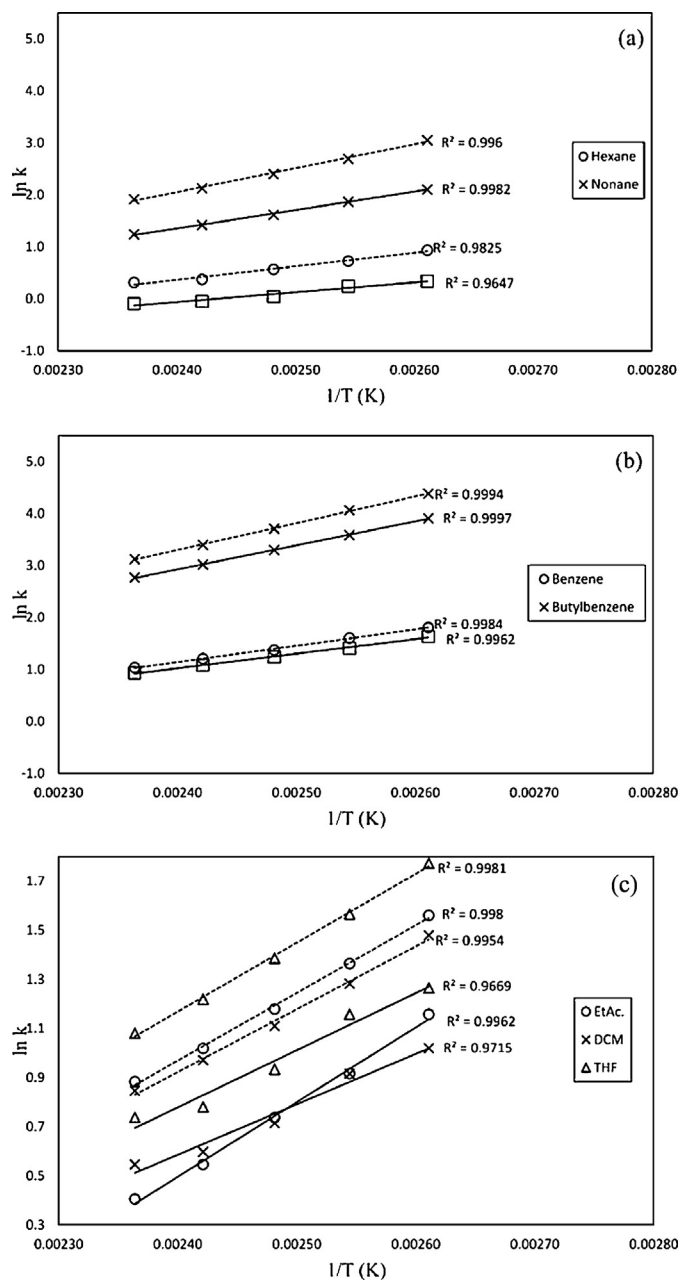 (a)
5.0
4.0
3.0
2.0
1.0
0.0
-1.0
ln k
R² = 0.996
R² = 0.9982
R² = 0.9825
R² = 0.9647
Hexane
Nonane
0.00230 0.00240 0.00250 0.00260 0.00270 0.00280
1/T (K)
(b)
5.0
4.0
3.0
2.0
1.0
0.0
-1.0
ln k
R² = 0.9994
R² = 0.9997
R² = 0.9984
R² = 0.9962
Benzene
Butylbenzene
0.00230 0.00240 0.00250 0.00260 0.00270 0.00280
1/T (K)
(c)
1.7
1.5
1.3
1.1
0.9
0.7
0.5
0.3
ln k
R² = 0.9981
R² = 0.998
R² = 0.9954
R² = 0.9669
R² = 0.9962
R² = 0.9715
EtAc.
DCM
THF
0.00230 0.00240 0.00250 0.00260 0.00270 0.00280
1/T (K)